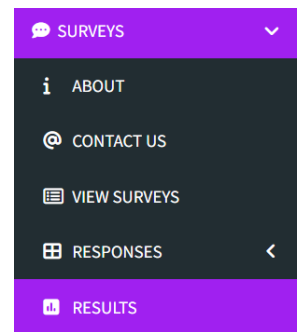 SURVEYS
ABOUT
CONTACT US
VIEW SURVEYS
RESPONSES
RESULTS